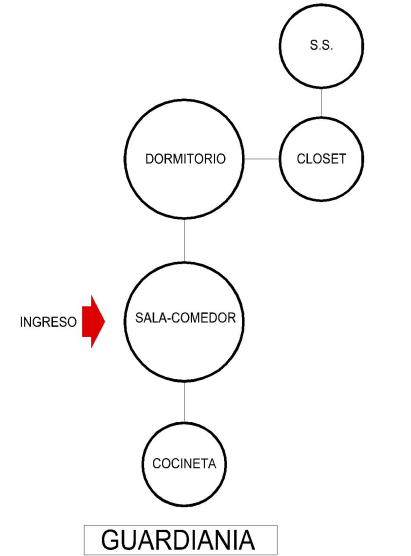 S.S.
DORMITORIO
CLOSET
INGRESO
SALA-COMEDOR
COCINETA
GUARDIANIA